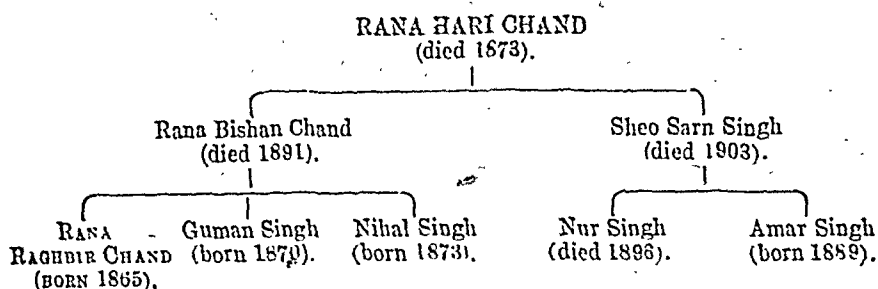 RANA HARI CHAND
(died 1873).
Rana Bishan Chand
(died 1891).
Sheo Sarn Singh
(died 1903).
RANA
RAGHBIR CHAND
(BORN 1865).
Guman Singh
(born 1870).
Nihal Singh
(born 1873).
Nur Singh
(died 1896).
Amar Singh
(born 1889).